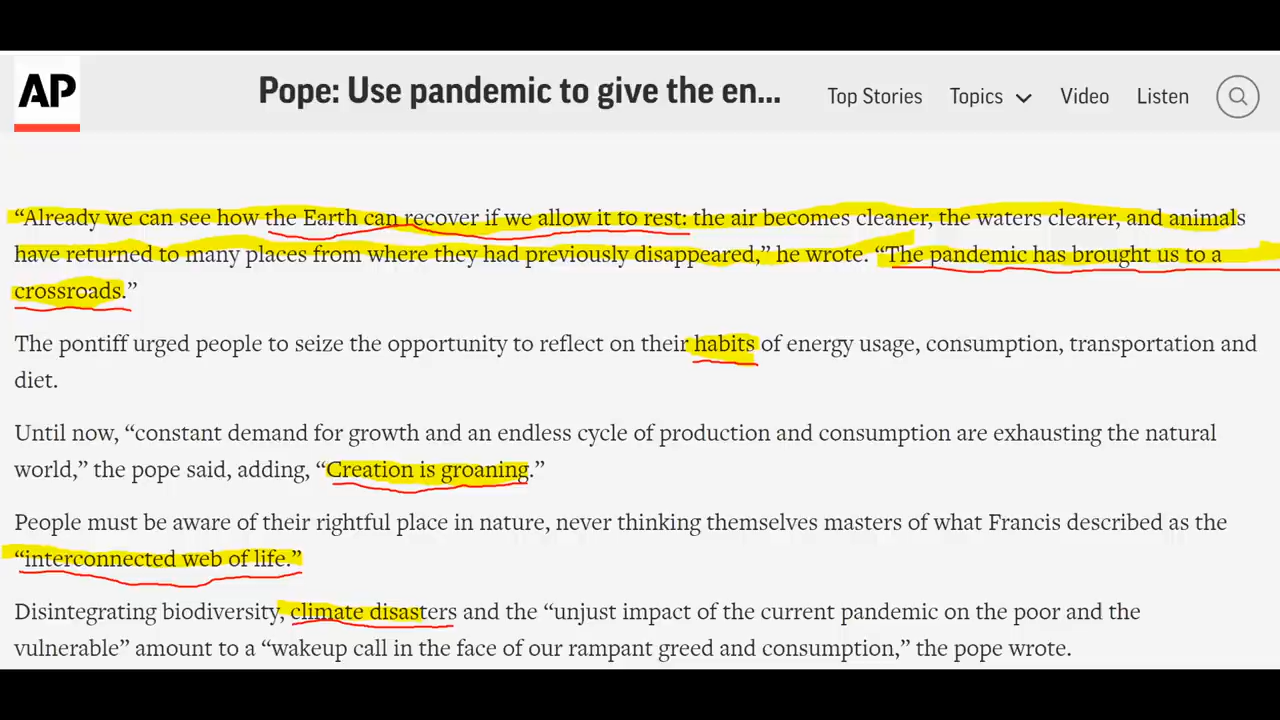 AP
Pope: Use pandemic to give the en...
Top Stories Topics Video Listen
“Already we can see how the Earth can recover if we allow it to rest: the air becomes cleaner, the waters clearer, and animals
have returned to many places from where they had previously disappeared,” he wrote. “The pandemic has brought us to a
crossroads.”
The pontiff urged people to seize the opportunity to reflect on their habits of energy usage, consumption, transportation and
diet.
Until now, “constant demand for growth and an endless cycle of production and consumption are exhausting the natural
world,” the pope said, adding, “Creation is groaning.”
People must be aware of their rightful place in nature, never thinking themselves masters of what Francis described as the
“interconnected web of life.”
Disintegrating biodiversity, climate disasters and the “unjust impact of the current pandemic on the poor and the
vulnerable” amount to a “wakeup call in the face of our rampant greed and consumption,” the pope wrote.